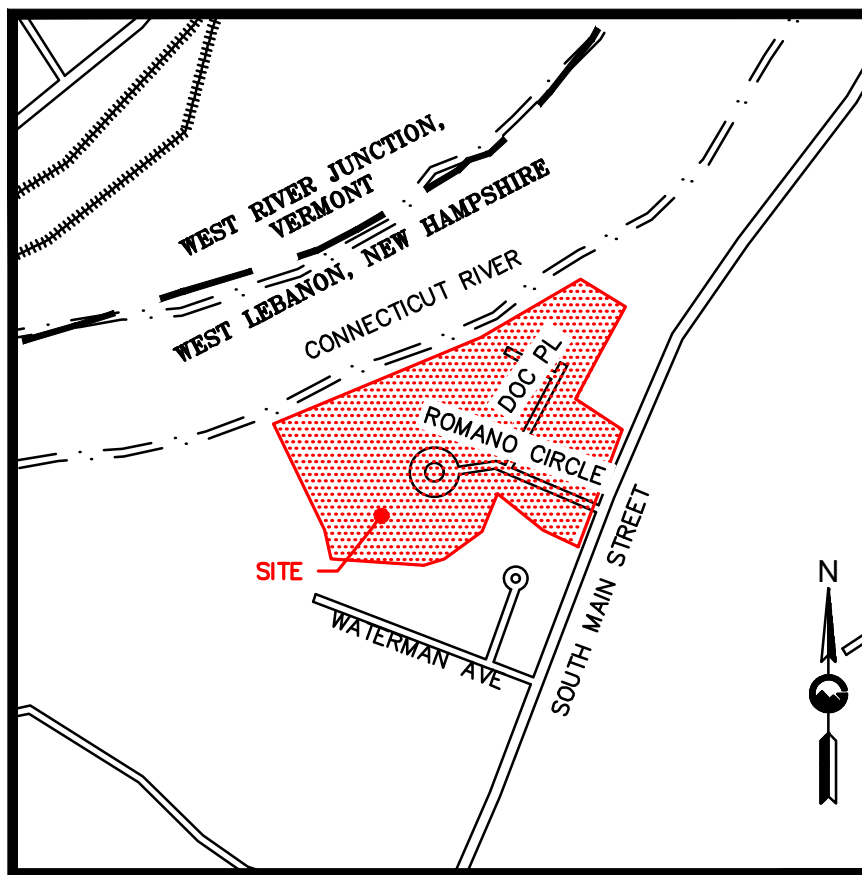 WEST RIVER JUNCTION,
VERMONT
WEST LEBANON, NEW HAMPSHIRE
CONNECTICUT RIVER
DOC PL
ROMANO CIRCLE
SITE
WATERMAN AVE
SOUTH MAIN STREET
N